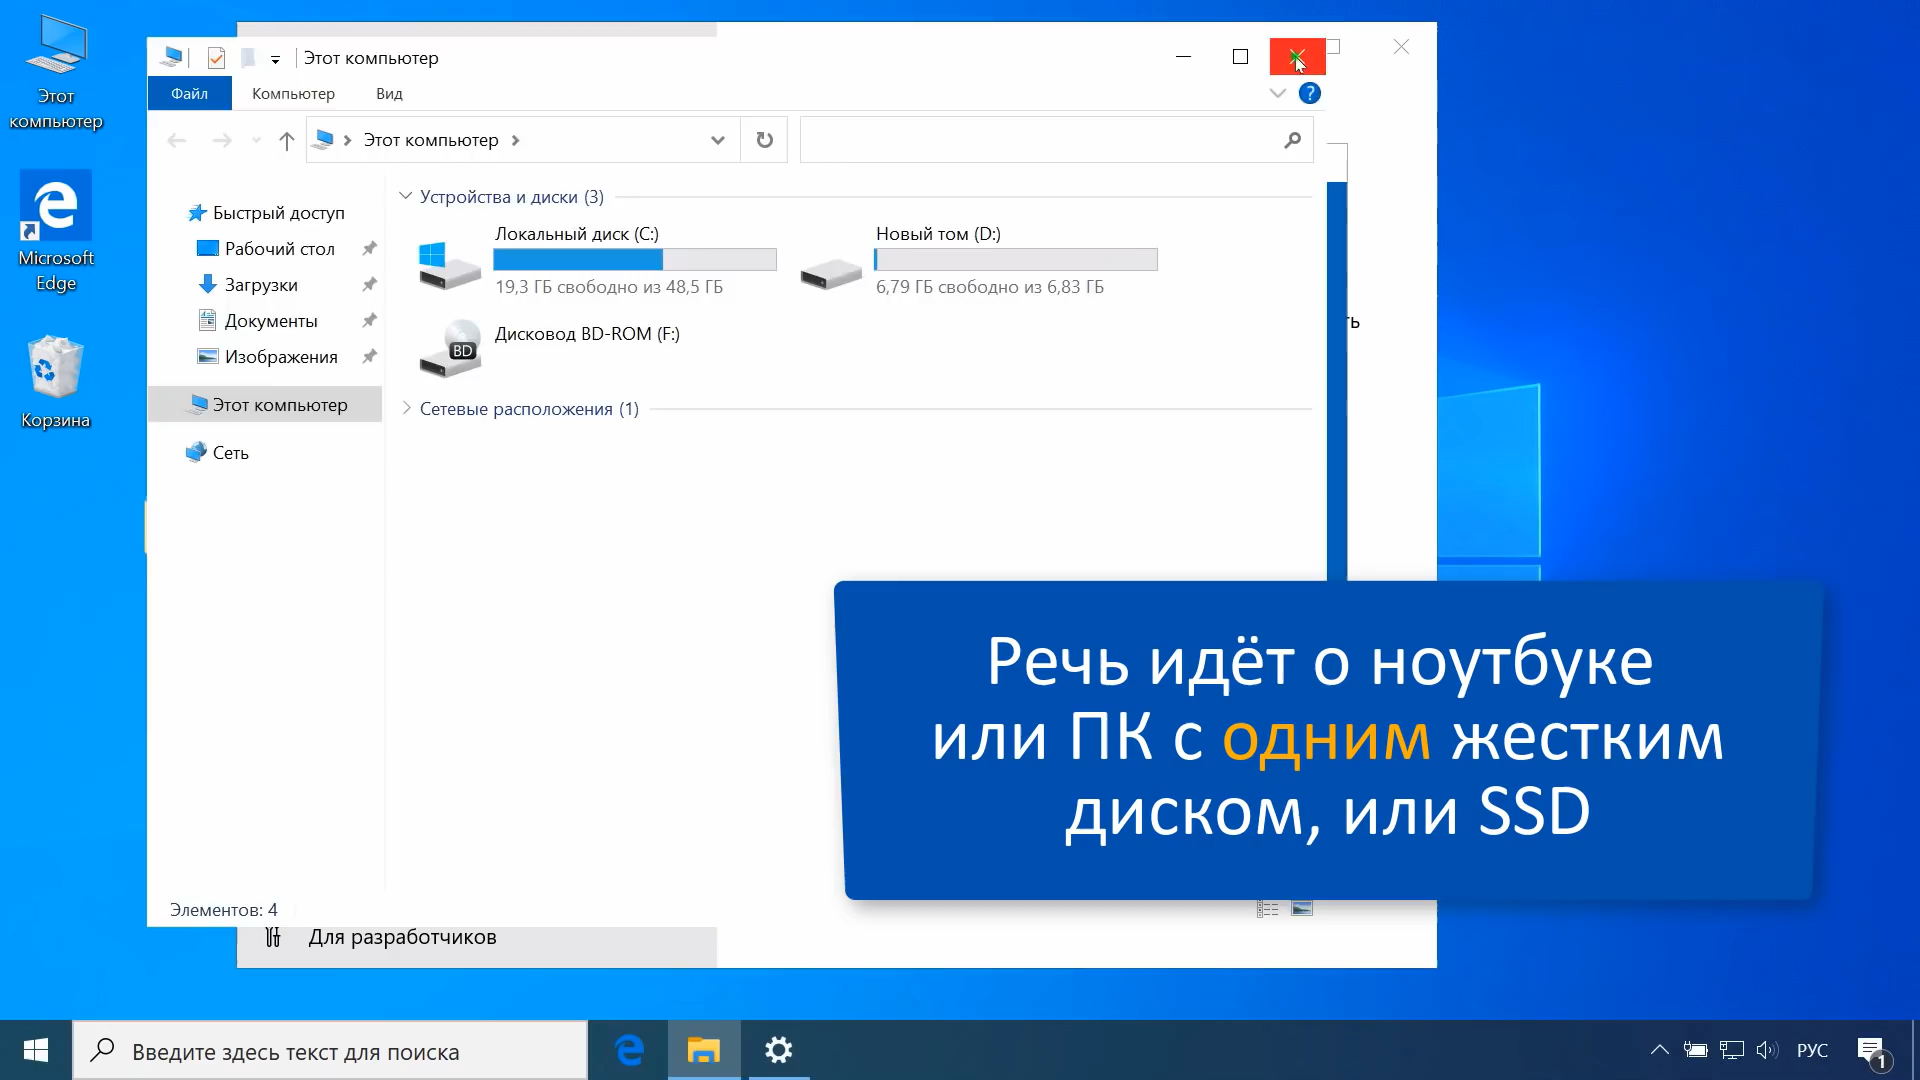 Этот компьютер
Microsoft Edge
Корзина
Этот компьютер
Файл
Компьютер
Вид
?
Этот компьютер
Быстрый доступ
Рабочий стол
Загрузки
Документы
Изображения
Этот компьютер
Сеть
Устройства и диски (3)
Локальный диск (C:)
19,3 ГБ свободно из 48,5 ГБ
Новый том (D:)
6,79 ГБ свободно из 6,83 ГБ
BD
Дисковод BD-ROM (F:)
Сетевые расположения (1)
Речь идёт о ноутбуке
или ПК с одним жестким
диском, или SSD
Элементов: 4
Для разработчиков
Введите здесь текст для поиска
РУС
1